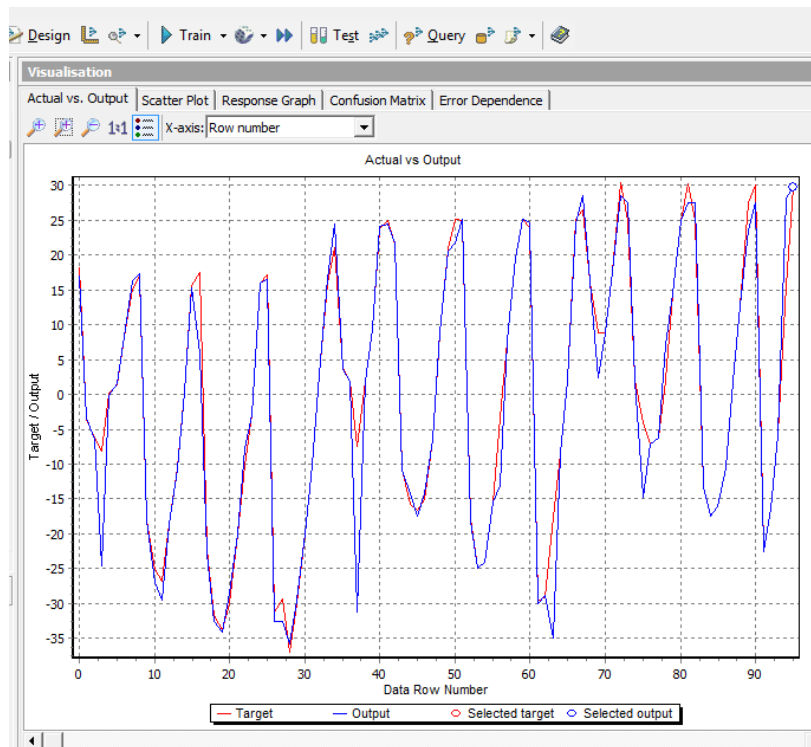 Design Train Test Query
Visualisation
Actual vs. Output Scatter Plot Response Graph Confusion Matrix Error Dependence
1:1 X-axis: Row number
Actual vs Output
30
25
20
15
10
5
0
-5
-10
-15
-20
-25
-30
-35
Target / Output
0 10 20 30 40 50 60 70 80 90
Data Row Number
Target Output Selected target Selected output